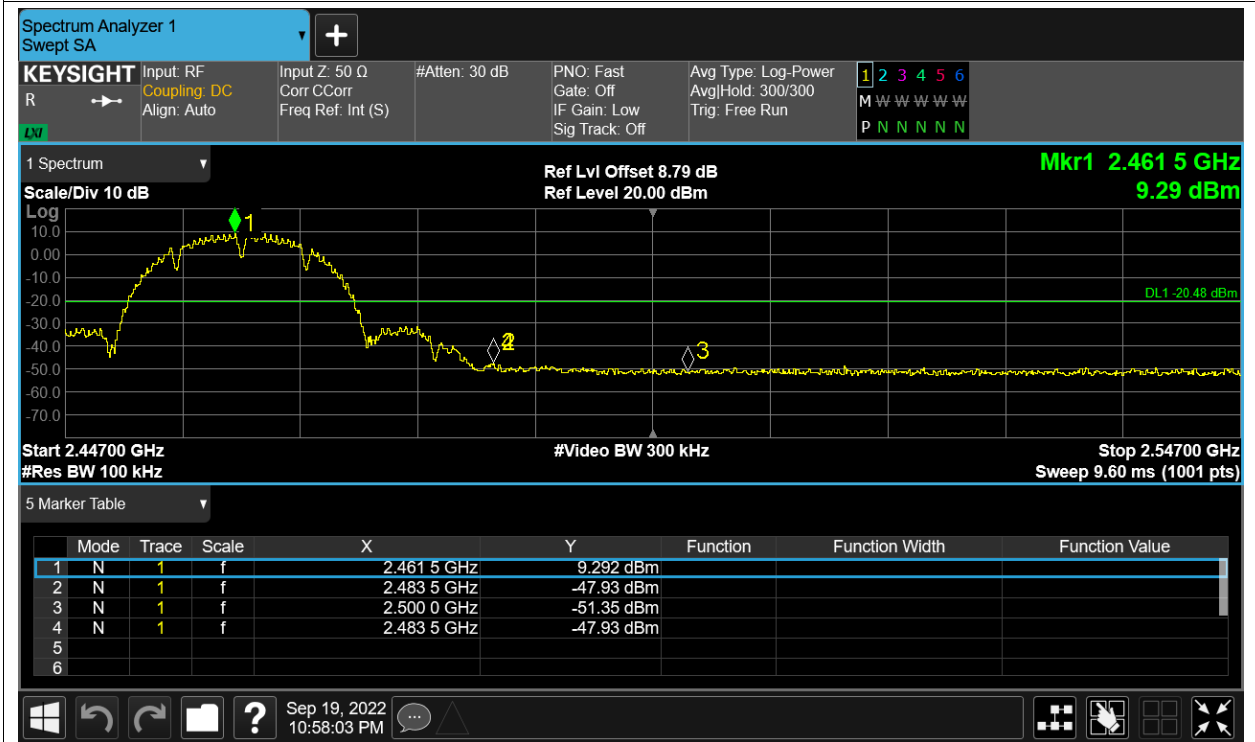 Spectrum Analyzer 1
Swept SA
KEYSIGHT Input: RF Input Z: 50 Ω #Atten: 30 dB PNO: Fast Avg Type: Log-Power 1 2 3 4 5 6
R Coupling: DC Corr CCorr Gate: Off Avg|Hold: 300/300 M W W W W W
Align: Auto Freq Ref: Int (S) IF Gain: Low Trig: Free Run
LXI Sig Track: Off P N N N N N
1 Spectrum Ref Lvl Offset 8.79 dB Mkr1 2.461 5 GHz
Scale/Div 10 dB Ref Level 20.00 dBm 9.29 dBm
Log
1
10.0
0.00
-10.0
-20.0 DL1 -20.48 dBm
-30.0
-40.0 2 3
-50.0
-60.0
-70.0
Start 2.44700 GHz #Video BW 300 kHz Stop 2.54700 GHz
#Res BW 100 kHz Sweep 9.60 ms (1001 pts)
5 Marker Table
Mode Trace Scale X Y Function Function Width Function Value
1 N 1 f 2.461 5 GHz 9.292 dBm
2 N 1 f 2.483 5 GHz -47.93 dBm
3 N 1 f 2.500 0 GHz -51.35 dBm
4 N 1 f 2.483 5 GHz -47.93 dBm
5
6
? Sep 19, 2022
10:58:03 PM